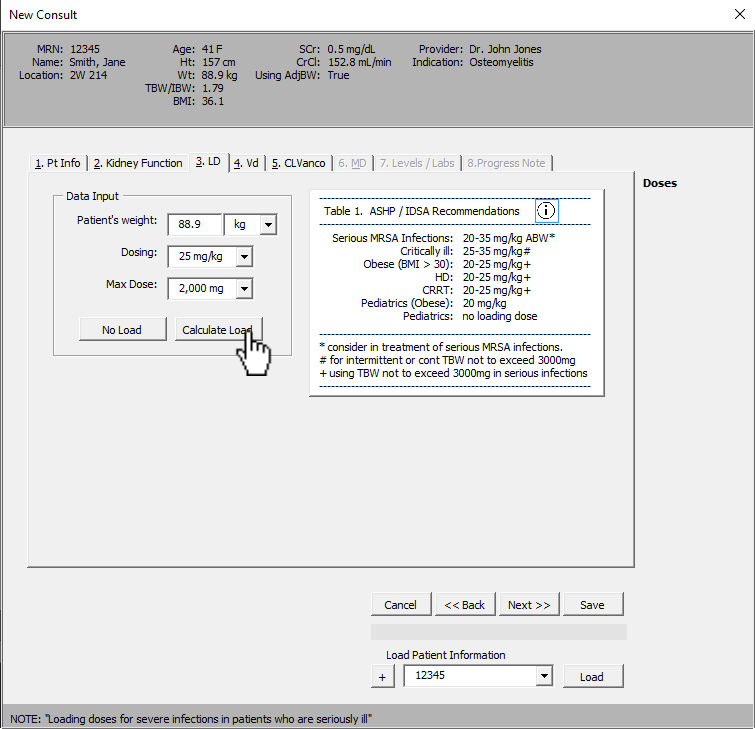 New Consult
MRN: 12345 Age: 41 F SCr: 0.5 mg/dL Provider: Dr. John Jones
Name: Smith, Jane Ht: 157 cm CrCl: 152.8 mL/min Indication: Osteomyelitis
Location: 2W 214 Wt: 88.9 kg Using AdjBW: True
TBW/IBW: 1.79
BMI: 36.1
1. Pt Info 2. Kidney Function 3. LD 4. Vd 5. CLVanco 6. MD 7. Levels / Labs 8.Progress Note
Doses
Data Input
Patient's weight: 88.9 kg
Dosing: 25 mg/kg
Max Dose: 2,000 mg
No Load Calculate Load
Table 1. ASHP / IDSA Recommendations
Serious MRSA Infections: 20-35 mg/kg ABW*
Critically ill: 25-35 mg/kg#
Obese (BMI > 30): 20-25 mg/kg+
HD: 20-25 mg/kg+
CRRT: 20-25 mg/kg+
Pediatrics (Obese): 20 mg/kg
Pediatrics: no loading dose
* consider in treatment of serious MRSA infections.
# for intermittent or cont TBW not to exceed 3000mg
+ using TBW not to exceed 3000mg in serious infections
Cancel << Back Next >> Save
Load Patient Information
+ 12345 Load
NOTE: "Loading doses for severe infections in patients who are seriously ill"